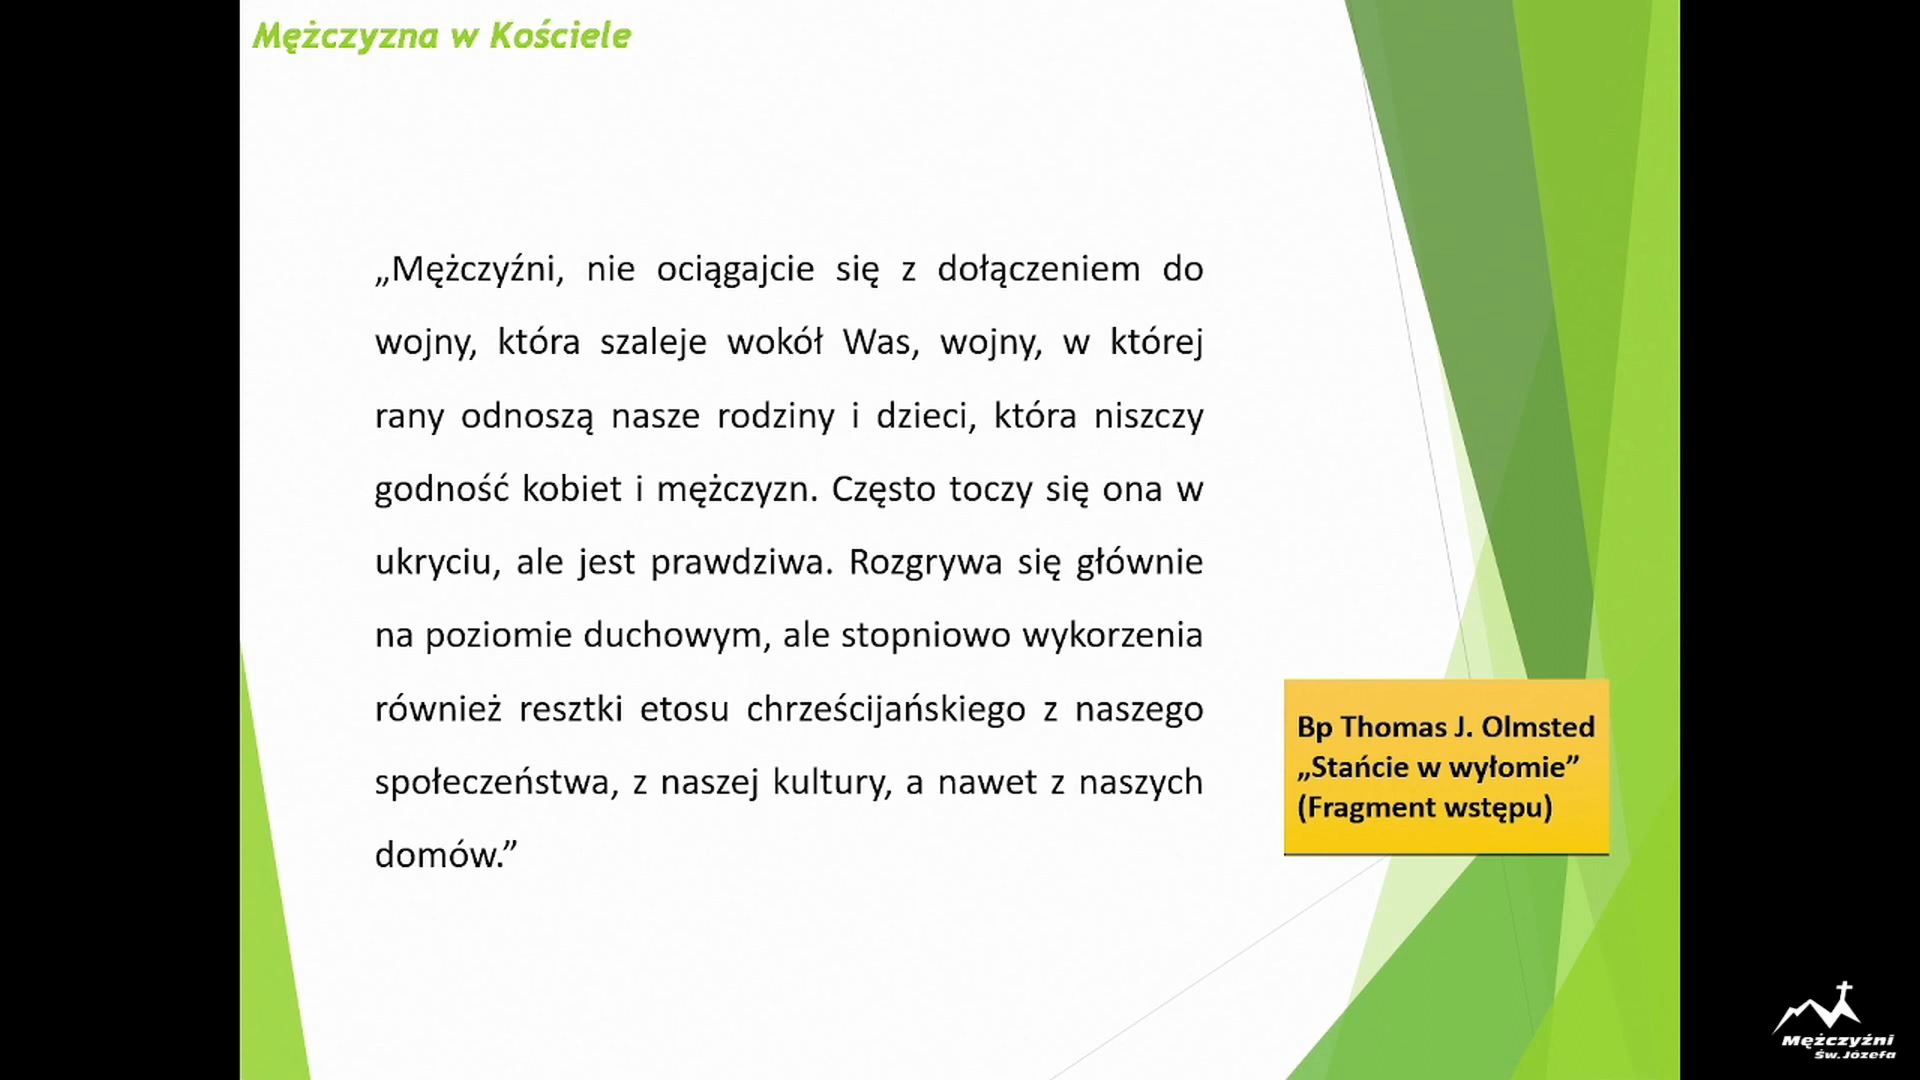 Mężczyzna w Kościele
„Mężczyźni, nie ociągajcie się z dołączeniem do
wojny, która szaleje wokół Was, wojny, w której
rany odnoszą nasze rodziny i dzieci, która niszczy
godność kobiet i mężczyzn. Często toczy się ona w
ukryciu, ale jest prawdziwa. Rozgrywa się głównie
na poziomie duchowym, ale stopniowo wykorzenia
również resztki etosu chrześcijańskiego z naszego
społeczeństwa, z naszej kultury, a nawet z naszych
domów.”
Bp Thomas J. Olmsted
„Stańcie w wyłomie”
(Fragment wstępu)
Mężczyźni
Św.Józefa